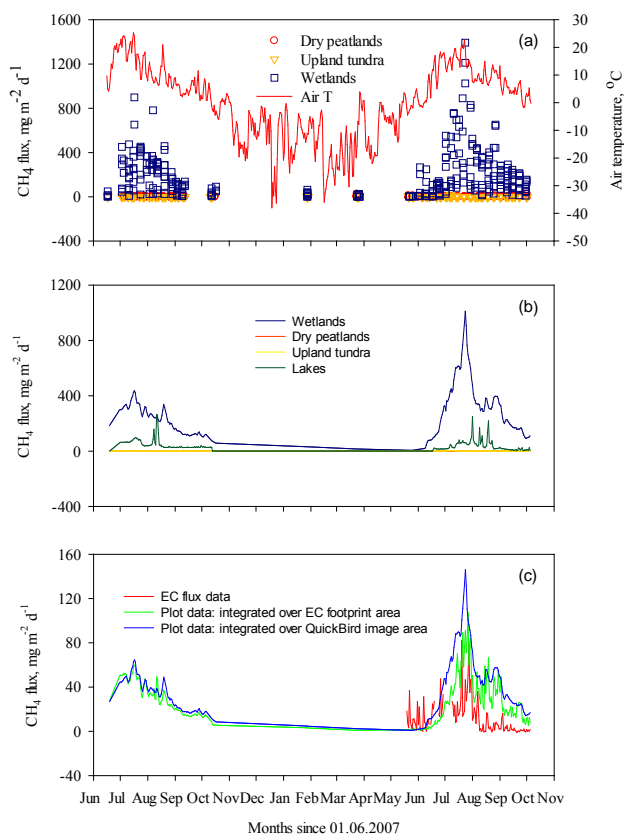 (a)
Dry peatlands
Upland tundra
Wetlands
Air T
CH4 flux, mg m-2 d-1
1600
1200
800
400
0
-400
30
20
10
0
-10
-20
-30
-40
-50
Air temperature, oC
(b)
Wetlands
Dry peatlands
Upland tundra
Lakes
CH4 flux, mg m-2 d-1
1200
800
400
0
-400
(c)
EC flux data
Plot data: integrated over EC footprint area
Plot data: integrated over QuickBird image area
CH4 flux, mg m-2 d-1
160
120
80
40
0
-40
Jun Jul Aug Sep Oct Nov Dec Jan Feb Mar Apr May Jun Jul Aug Sep Oct Nov
Months since 01.06.2007